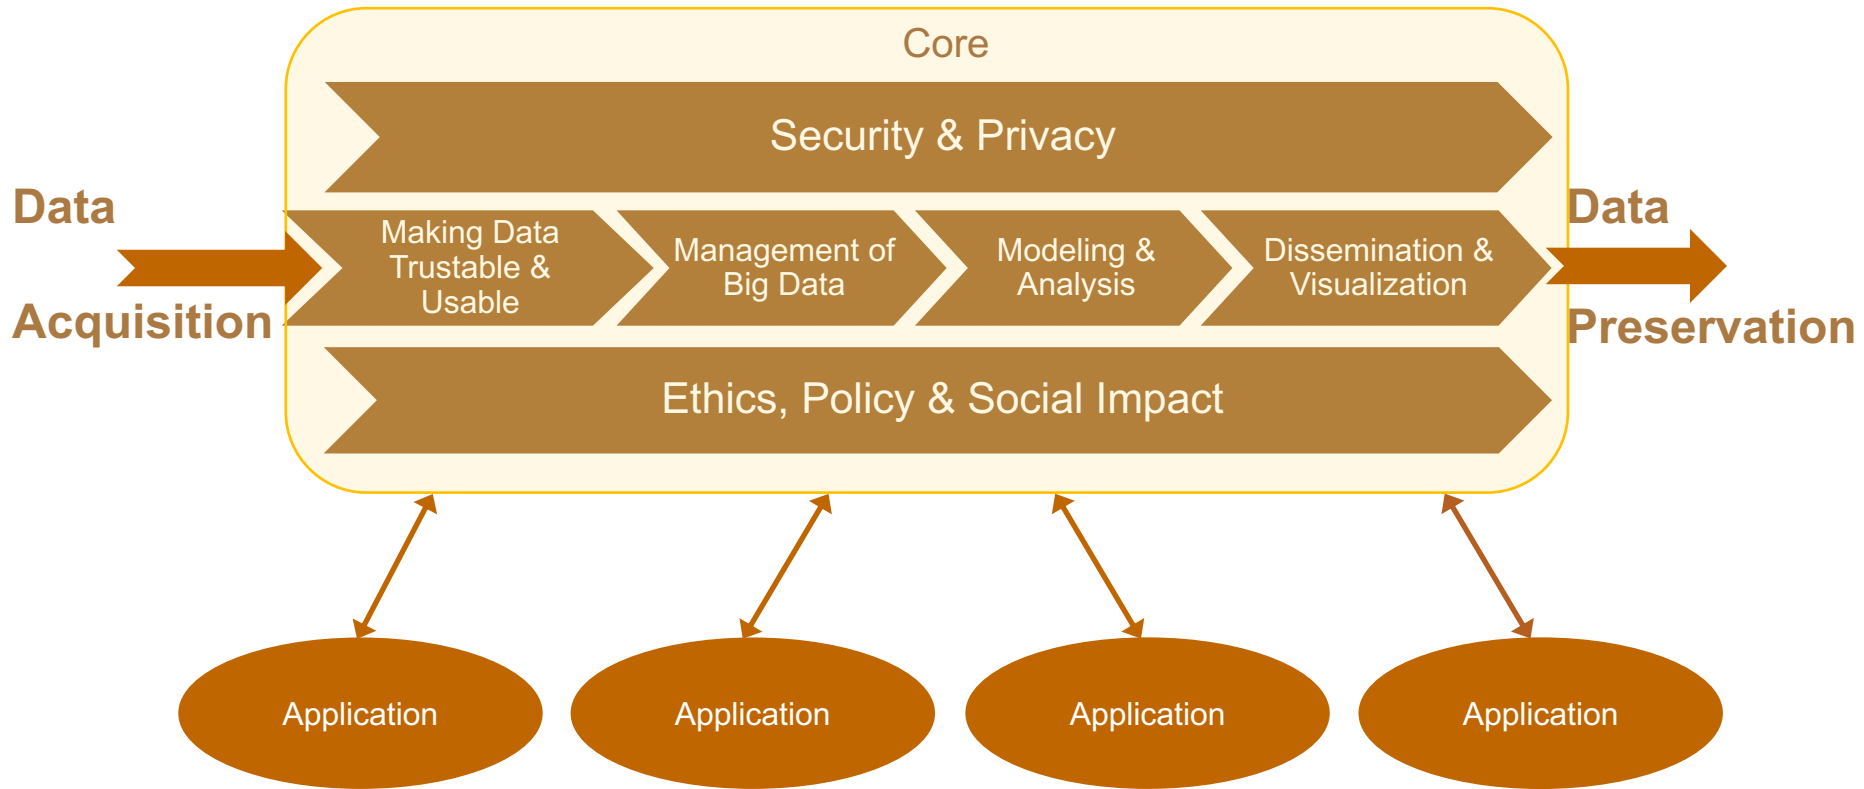 Core
Security & Privacy
Data
Acquisition
Making Data
Trustable &
Usable
Management of
Big Data
Modeling &
Analysis
Dissemination &
Visualization
Data
Preservation
Ethics, Policy & Social Impact
Application
Application
Application
Application